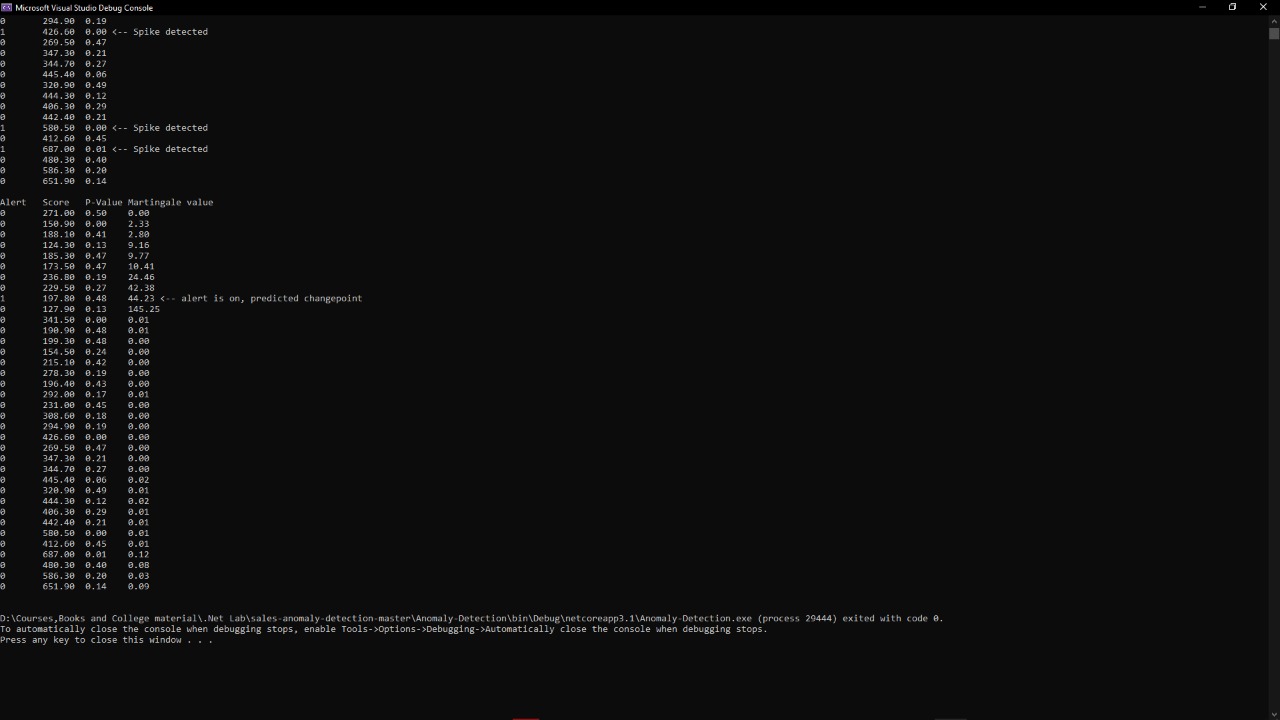 Microsoft Visual Studio Debug Console
0 294.90 0.19
1 426.60 0.00 <-- Spike detected
0 269.50 0.47
0 347.30 0.21
0 344.70 0.27
0 445.40 0.06
0 320.90 0.49
0 444.30 0.12
0 406.30 0.29
0 442.40 0.21
1 580.50 0.00 <-- Spike detected
0 412.60 0.45
1 687.00 0.01 <-- Spike detected
0 480.30 0.40
0 586.30 0.20
0 651.90 0.14
Alert Score P-Value Martingale value
0 271.00 0.50 0.00
0 150.90 0.00 2.33
0 188.10 0.41 2.80
0 124.30 0.13 9.16
0 185.30 0.47 9.77
0 173.50 0.47 10.41
0 236.80 0.19 24.46
0 229.50 0.27 42.38
1 197.80 0.48 44.23 <-- alert is on, predicted changepoint
0 127.90 0.13 145.25
0 341.50 0.00 0.01
0 190.90 0.48 0.01
0 199.30 0.48 0.00
0 154.50 0.24 0.00
0 215.10 0.42 0.00
0 278.30 0.19 0.00
0 196.40 0.43 0.00
0 292.00 0.17 0.01
0 231.00 0.45 0.00
0 308.60 0.18 0.00
0 294.90 0.19 0.00
0 426.60 0.00 0.00
0 269.50 0.47 0.00
0 347.30 0.21 0.00
0 344.70 0.27 0.00
0 445.40 0.06 0.02
0 320.90 0.49 0.01
0 444.30 0.12 0.02
0 406.30 0.29 0.01
0 442.40 0.21 0.01
0 580.50 0.00 0.01
0 412.60 0.45 0.01
0 687.00 0.01 0.12
0 480.30 0.40 0.08
0 586.30 0.20 0.03
0 651.90 0.14 0.09
D:\Courses,Books and College material\.Net Lab\sales-anomaly-detection-master\Anomaly-Detection\bin\Debug\netcoreapp3.1\Anomaly-Detection.exe (process 29444) exited with code 0.
To automatically close the console when debugging stops, enable Tools->Options->Debugging->Automatically close the console when debugging stops.
Press any key to close this window . . .